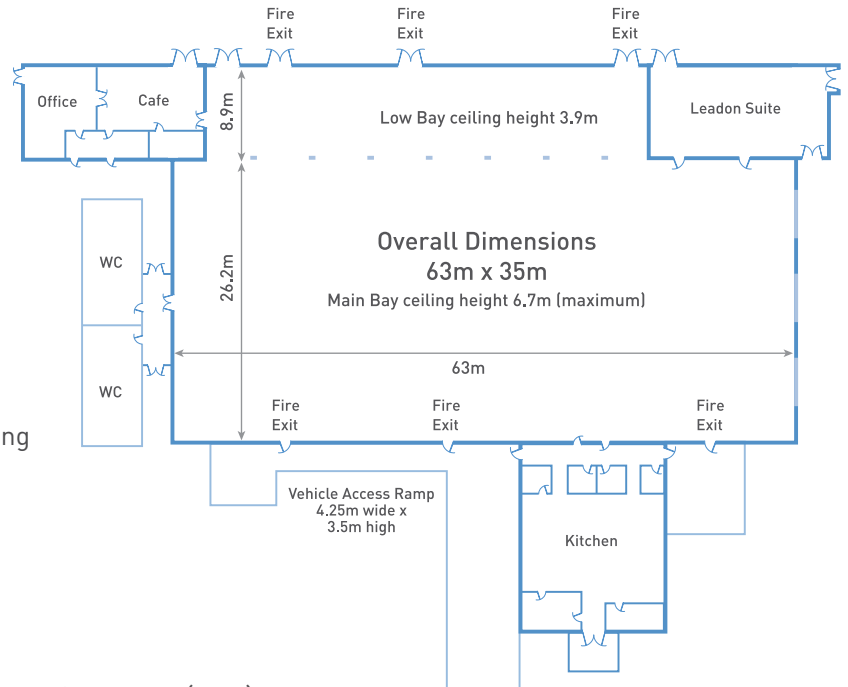 Fire
Exit
Fire
Exit
Fire
Exit
Office
Cafe
8.9m
Low Bay ceiling height 3.9m
Leadon Suite
Overall Dimensions
63m x 35m
Main Bay ceiling height 6.7m (maximum)
26.2m
WC
63m
WC
Fire
Exit
Fire
Exit
Fire
Exit
ng
Vehicle Access Ramp
4.25m wide x
3.5m high
Kitchen